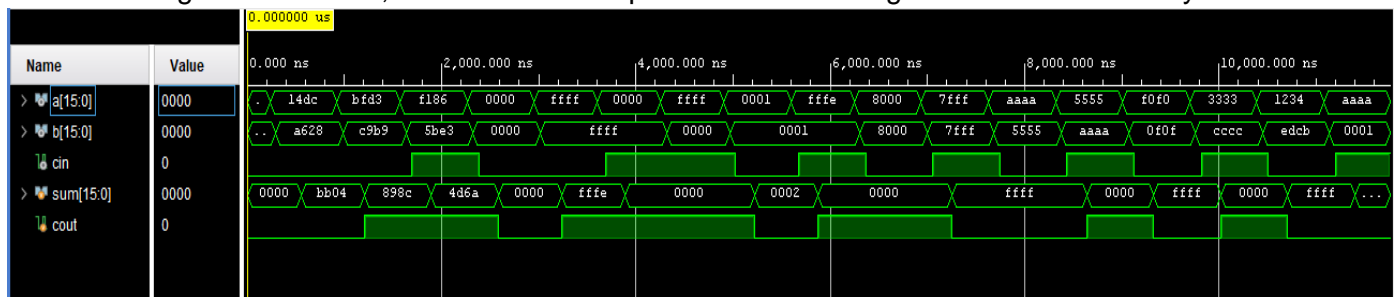 0.000000 us
Name Value 0.000 ns 2,000.000 ns 4,000.000 ns 6,000.000 ns 8,000.000 ns 10,000.000 ns
> a[15:0] 0000 . 14dc bfd3 f186 0000 ffff 0000 ffff 0001 fffe 8000 7fff aaaa 5555 f0f0 3333 1234 aaaa
> b[15:0] 0000 .. a628 c9b9 5be3 0000 ffff 0000 0001 8000 7fff 5555 aaaa 0f0f cccc edcb 0001
cin 0
> sum[15:0] 0000 0000 bb04 898c 4d6a 0000 fffe 0000 0002 0000 ffff 0000 ffff 0000 ffff ...
cout 0